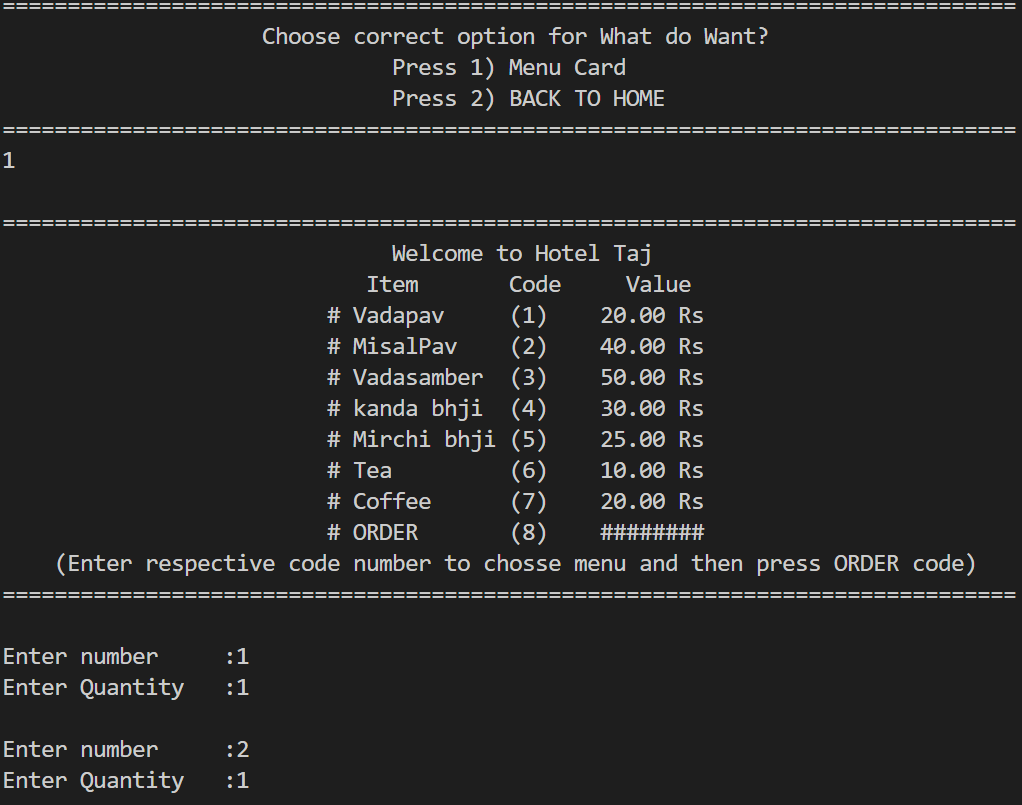 ==============================================================================
Choose correct option for What do Want?
Press 1) Menu Card
Press 2) BACK TO HOME
==============================================================================
1
==============================================================================
Welcome to Hotel Taj
Item Code Value
# Vadapav (1) 20.00 Rs
# MisalPav (2) 40.00 Rs
# Vadasamber (3) 50.00 Rs
# kanda bhji (4) 30.00 Rs
# Mirchi bhji (5) 25.00 Rs
# Tea (6) 10.00 Rs
# Coffee (7) 20.00 Rs
# ORDER (8) ########
(Enter respective code number to chosse menu and then press ORDER code)
==============================================================================
Enter number :1
Enter Quantity :1
Enter number :2
Enter Quantity :1